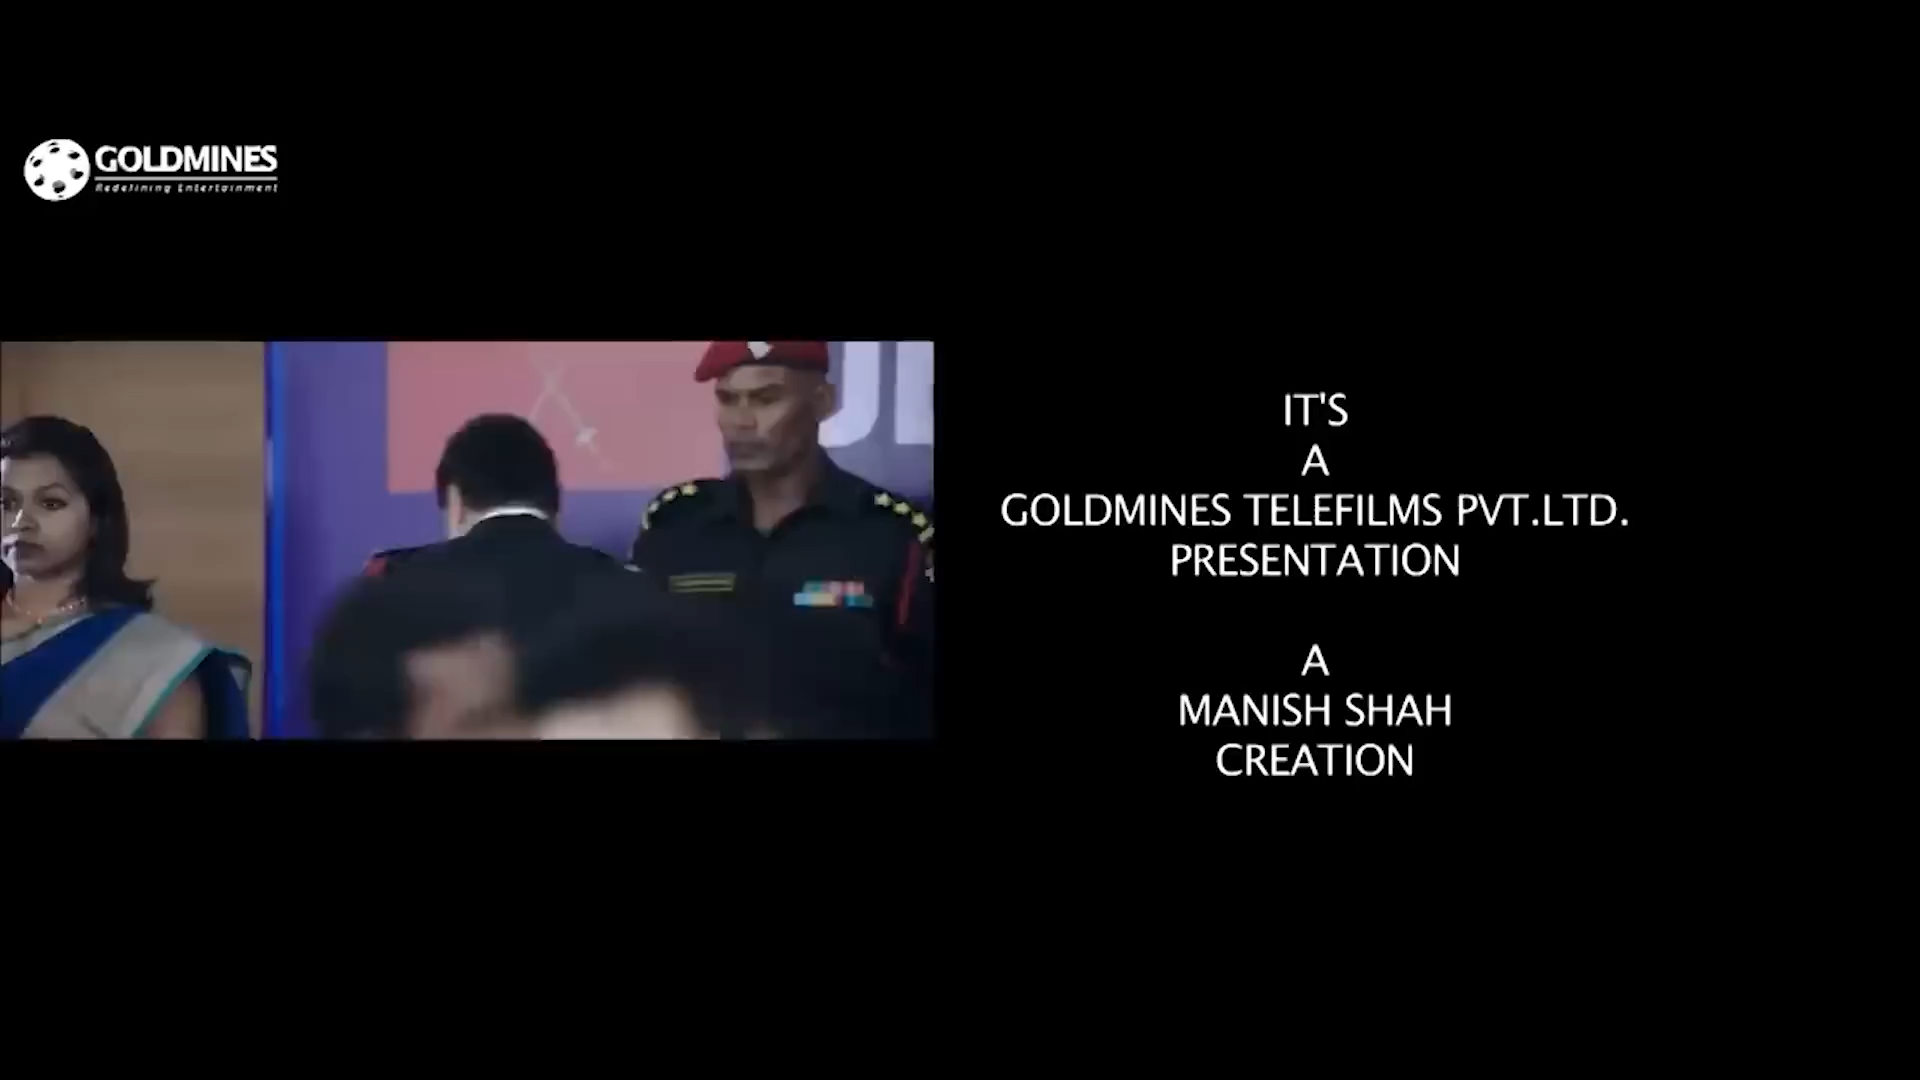 GOLDMINES
Redefining Entertainment
IT'S
A
GOLDMINES TELEFILMS PVT.LTD.
PRESENTATION
A
MANISH SHAH
CREATION